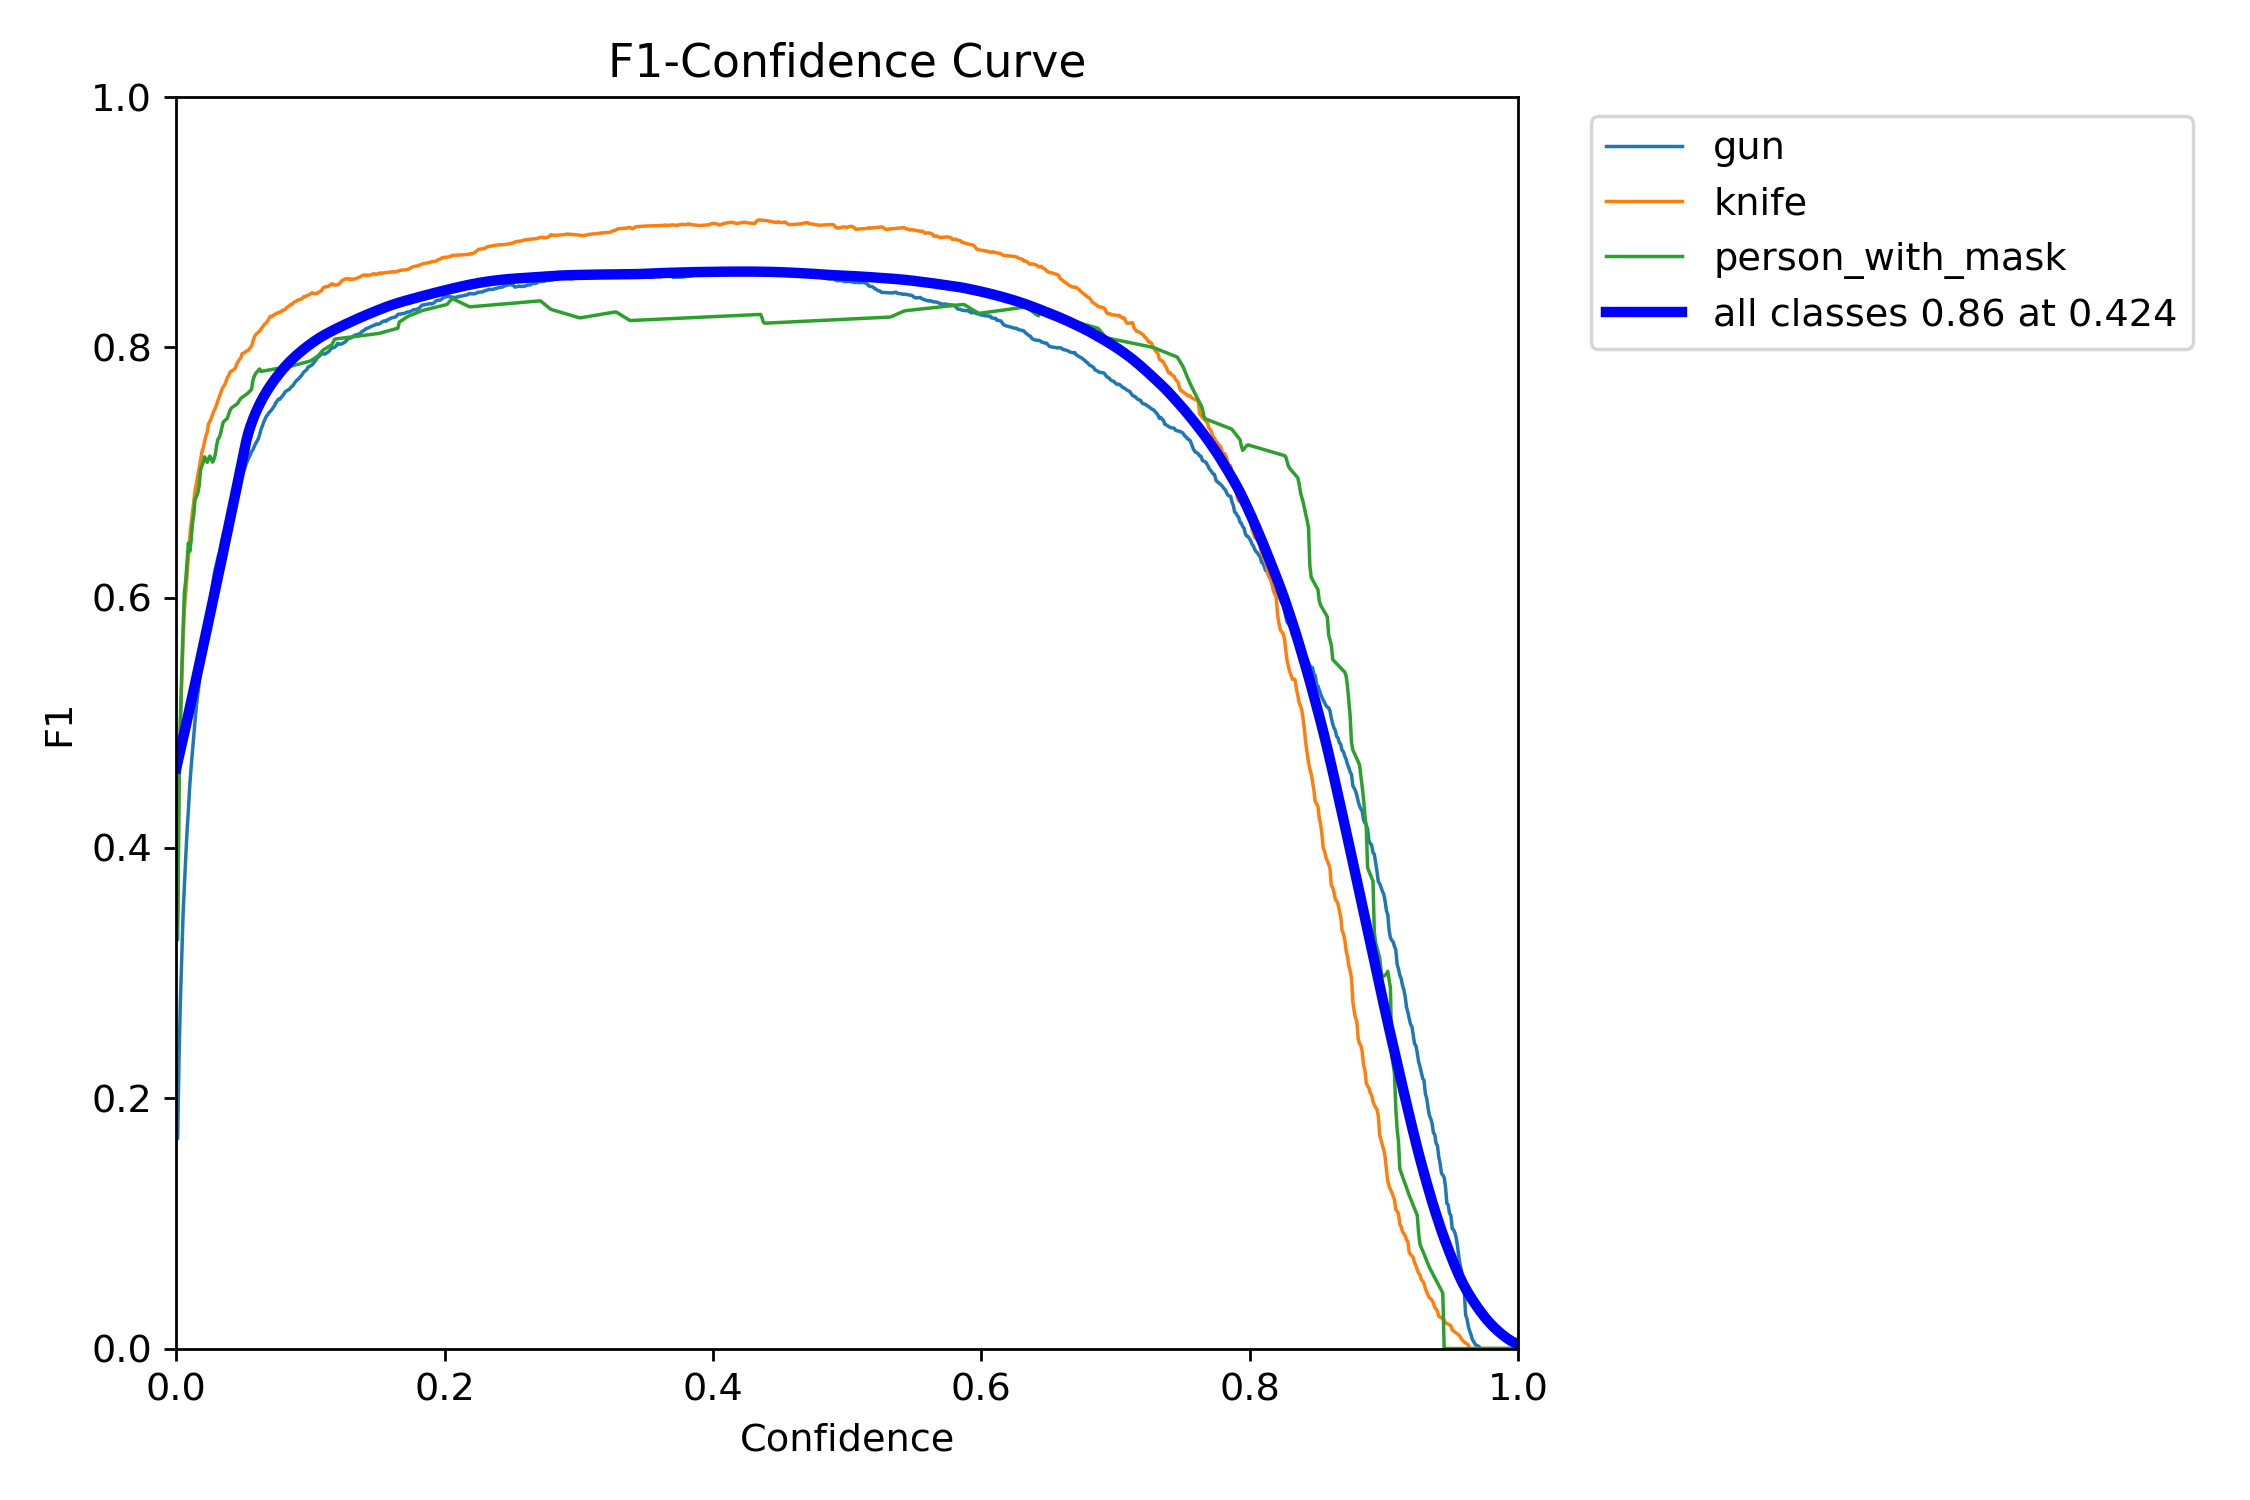 F1-Confidence Curve
1.0
0.8
0.6
0.4
0.2
0.0
F1
0.0 0.2 0.4 0.6 0.8 1.0
Confidence
gun
knife
person_with_mask
all classes 0.86 at 0.424